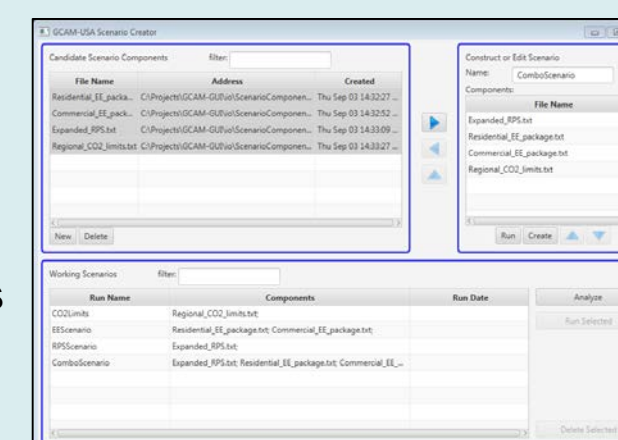 GCAM-USA Scenario Creator
Candidate Scenario Components filter:
File Name Address Created
Residential_EE_packa... C:\Projects\GCAM-GUI\io\ScenarioComponen... Thu Sep 03 14:32:27 ...
Commercial_EE_pack... C:\Projects\GCAM-GUI\io\ScenarioComponen... Thu Sep 03 14:32:52 ...
Expanded_RPS.txt C:\Projects\GCAM-GUI\io\ScenarioComponen... Thu Sep 03 14:33:09 ...
Regional_CO2_limits.txt C:\Projects\GCAM-GUI\io\ScenarioComponen... Thu Sep 03 14:33:27 ...
New Delete
Construct or Edit Scenario
Name: ComboScenario
Components:
File Name
Expanded_RPS.txt
Residential_EE_package.txt
Commercial_EE_package.txt
Regional_CO2_limits.txt
Run Create
s
Working Scenarios filter:
Run Name Components Run Date
CO2Limits Regional_CO2_limits.txt;
EEScenario Residential_EE_package.txt; Commercial_EE_package.txt;
RPSScenario Expanded_RPS.txt;
ComboScenario Expanded_RPS.txt; Residential_EE_package.txt; Commercial_EE_...
Analyze
Run Selected
Delete Selected